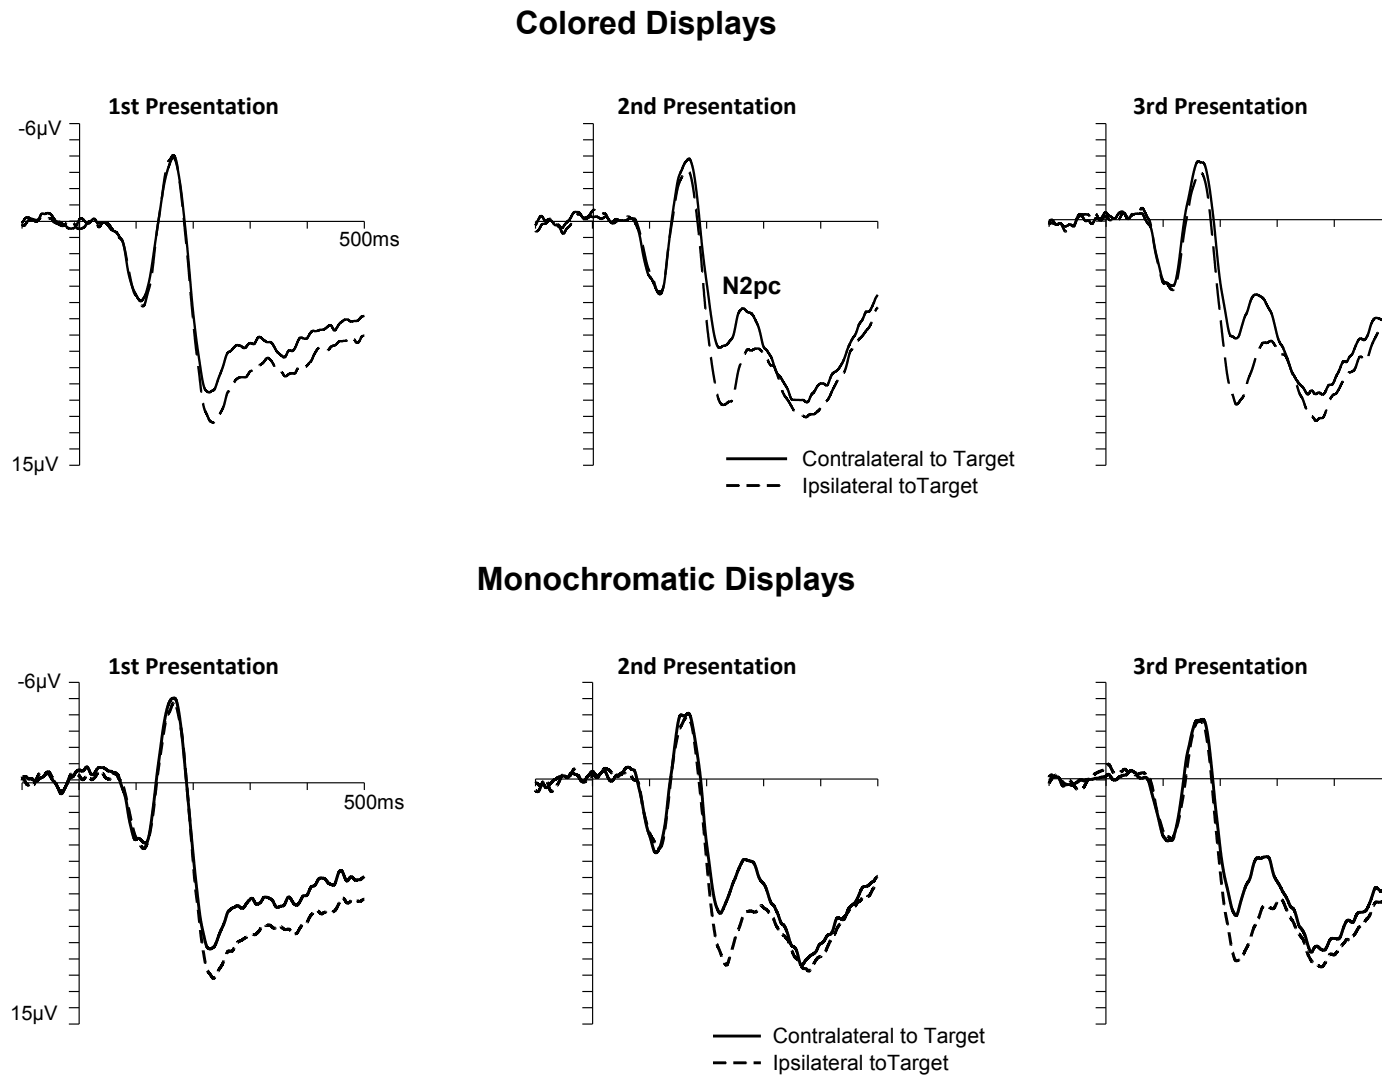 Colored Displays
1st Presentation
2nd Presentation
3rd Presentation
-6µV
500ms
N2pc
15µV
Contralateral to Target
Ipsilateral toTarget
Monochromatic Displays
1st Presentation
2nd Presentation
3rd Presentation
-6µV
500ms
15µV
Contralateral to Target
Ipsilateral toTarget